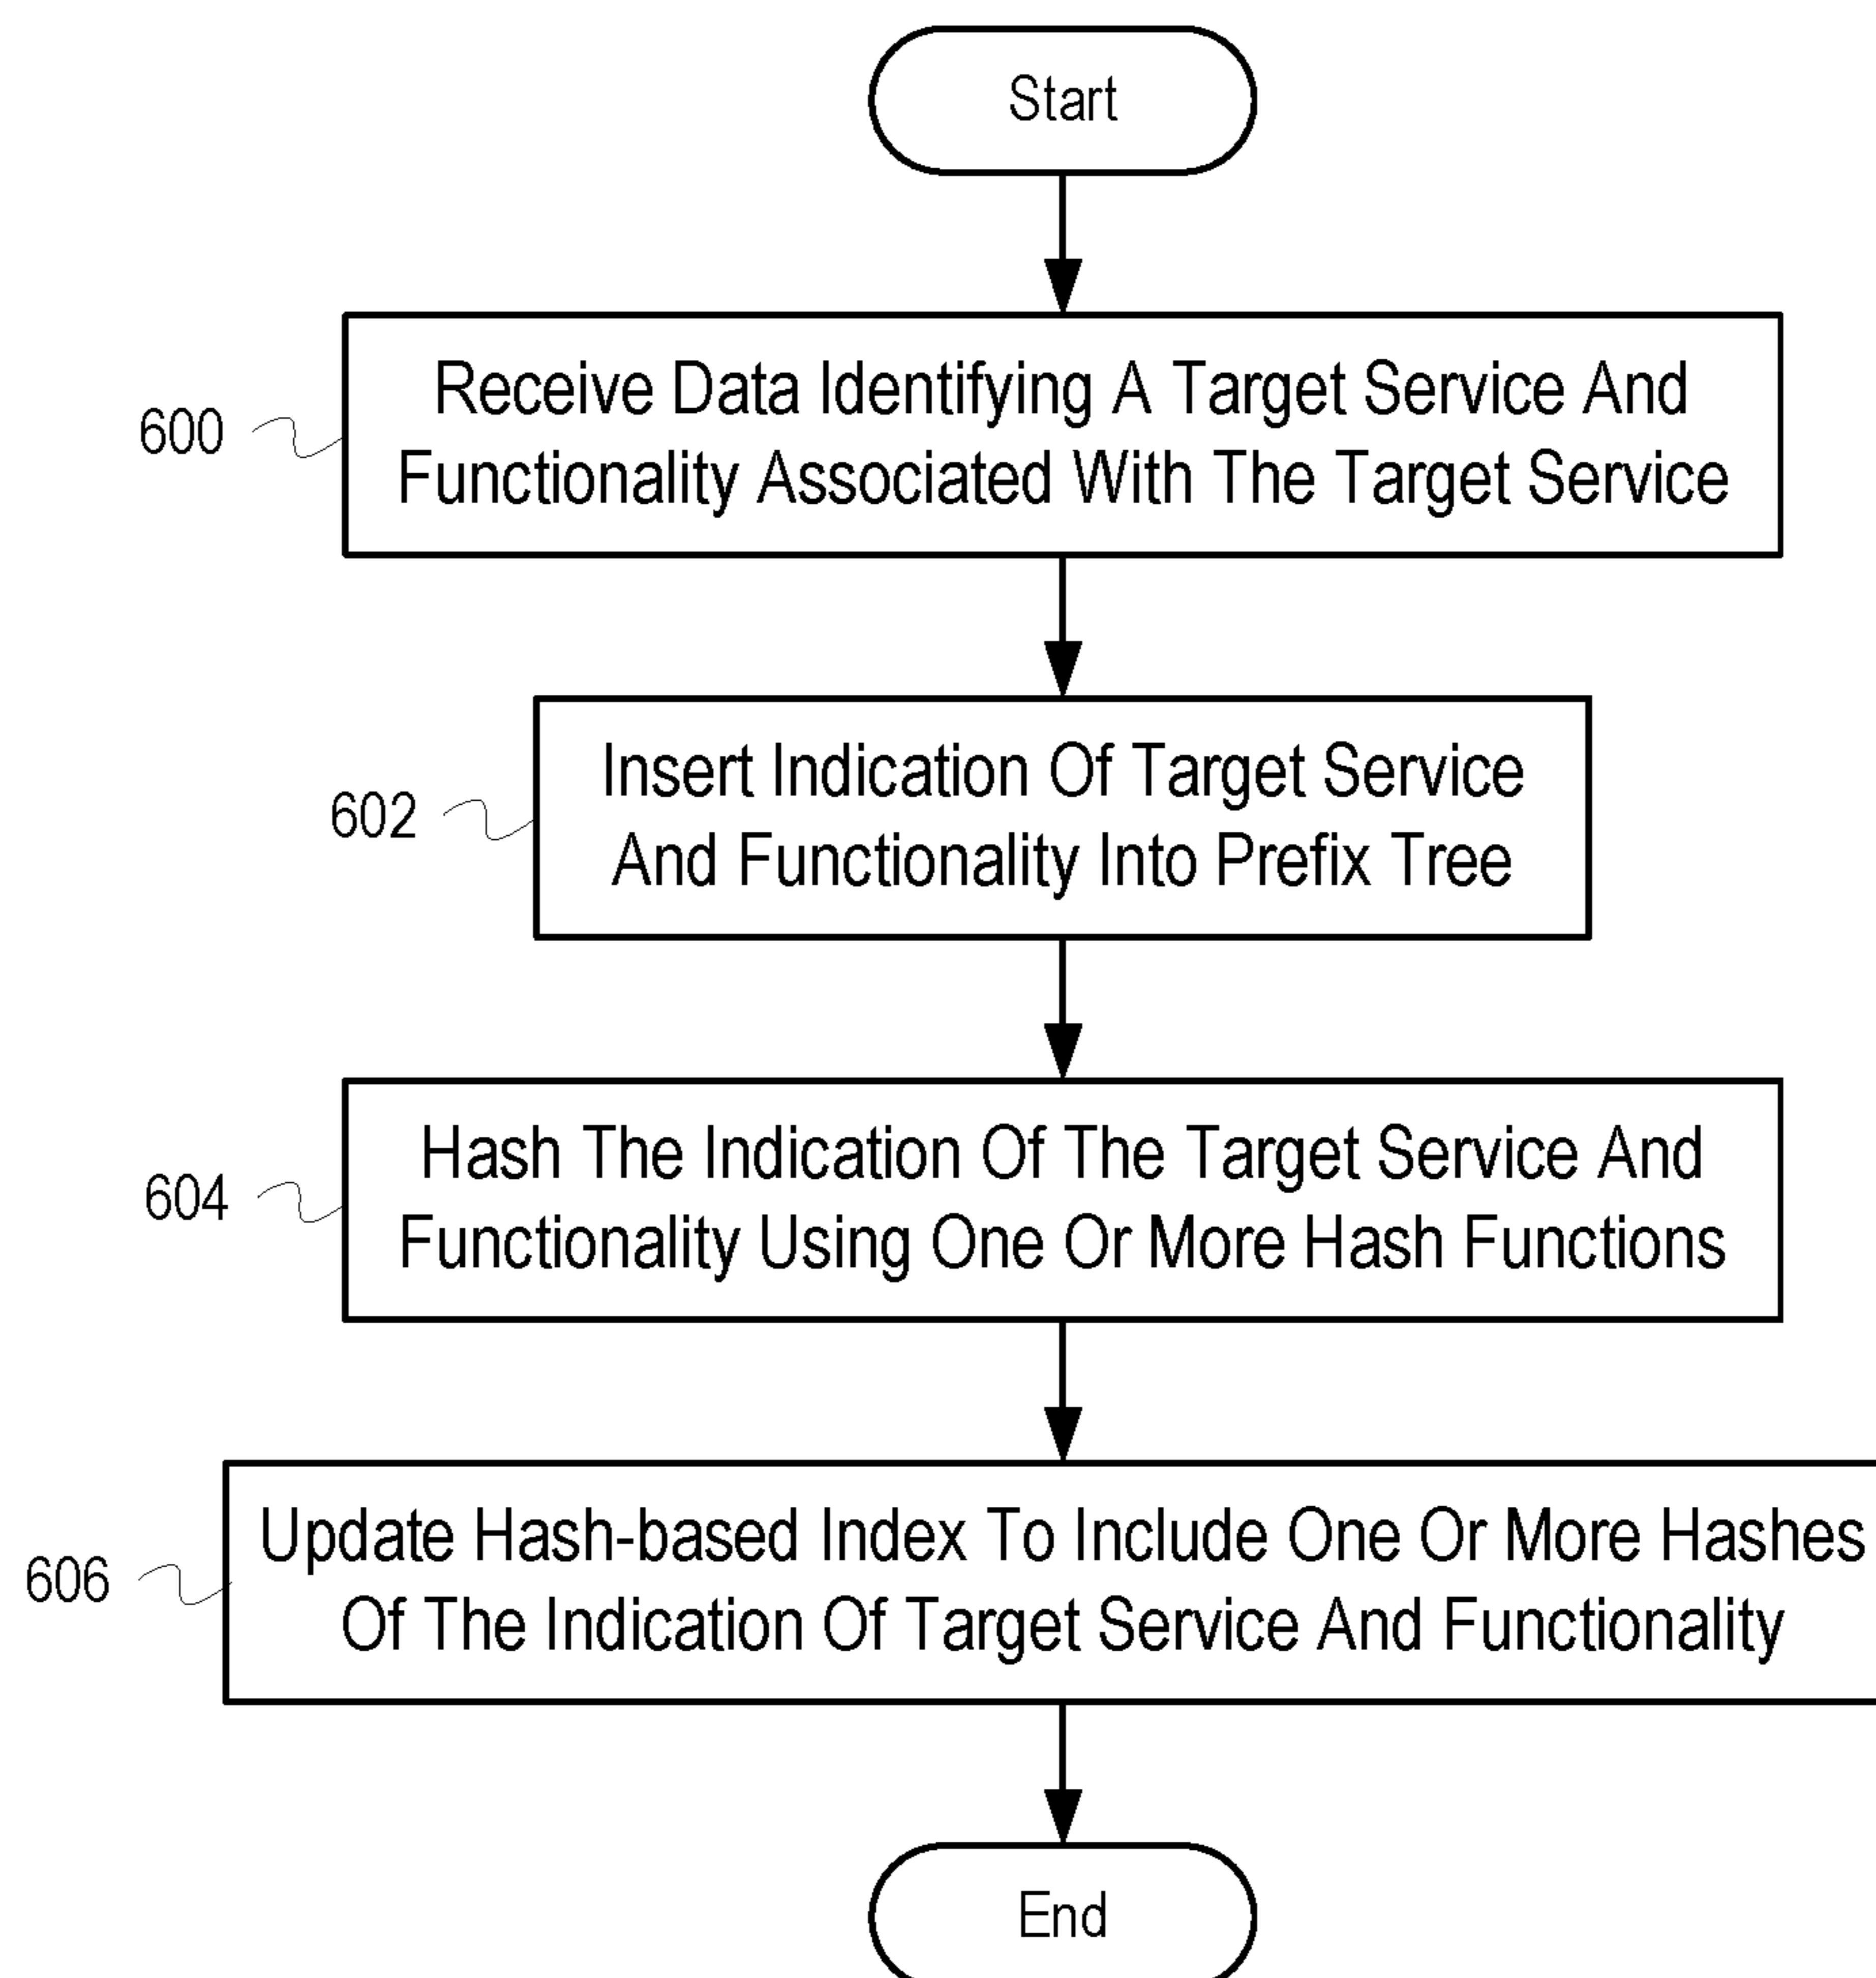 Start
600
Receive Data Identifying A Target Service And
Functionality Associated With The Target Service
602
Insert Indication Of Target Service
And Functionality Into Prefix Tree
604
Hash The Indication Of The Target Service And
Functionality Using One Or More Hash Functions
606
Update Hash-based Index To Include One Or More Hashes
Of The Indication Of Target Service And Functionality
End